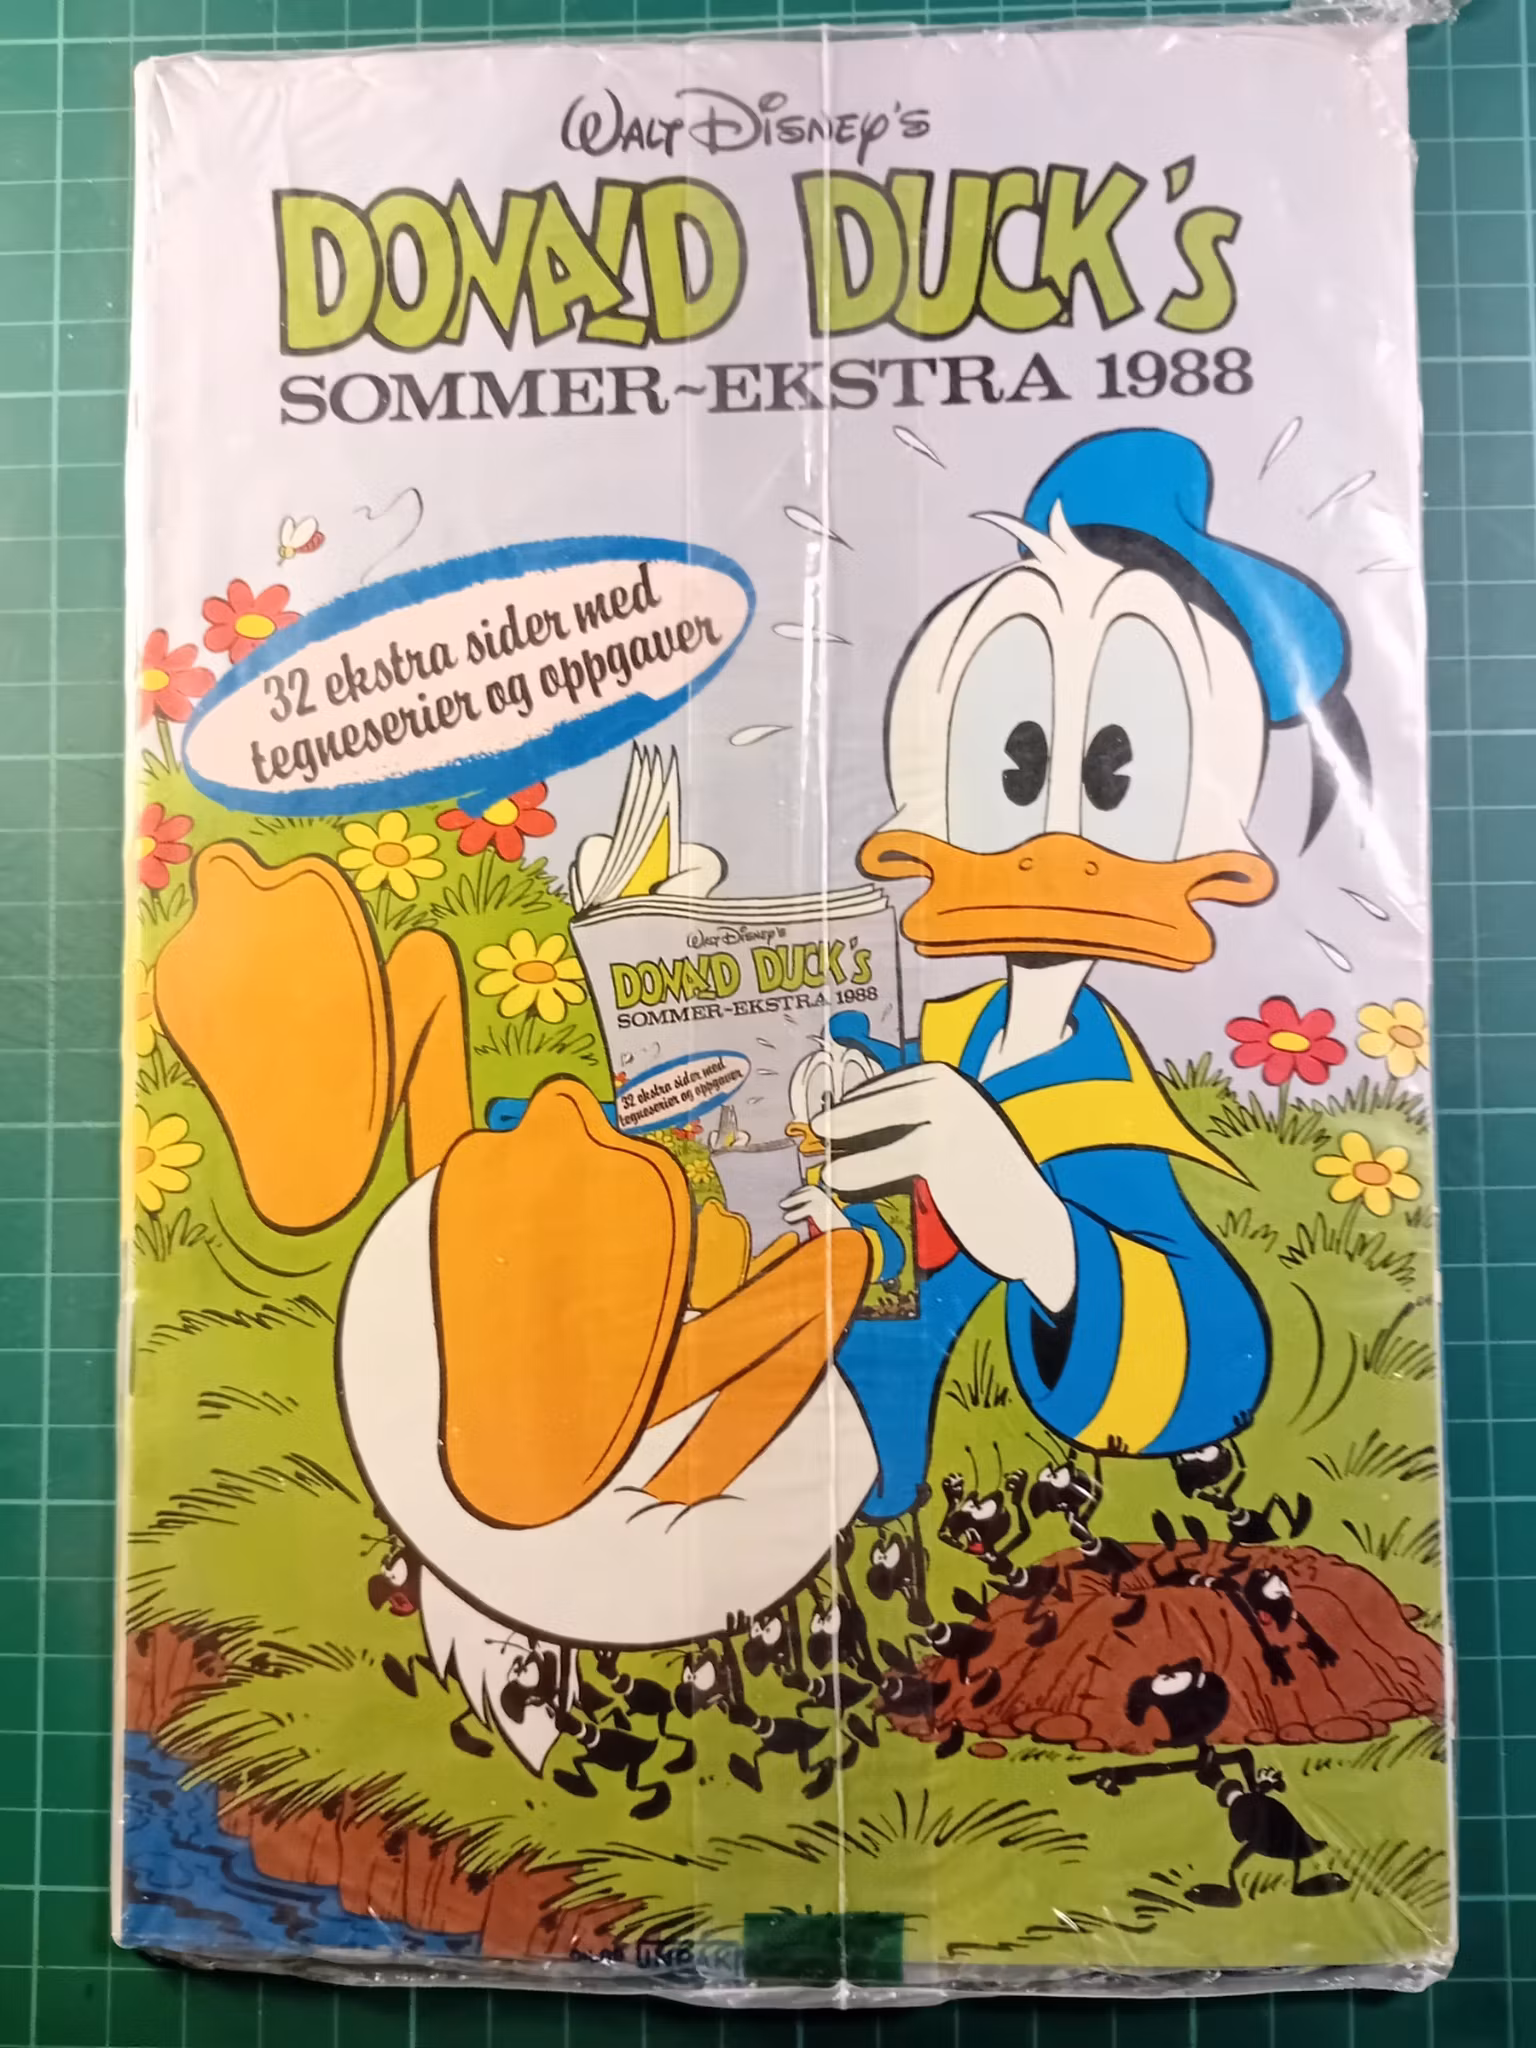 WALT DISNEY'S
DONALD DUCK's
SOMMER-EKSTRA 1988
32 ekstra sider med
tegneserier og oppgaver
WALT DISNEY'S
DONALD DUCK's
SOMMER-EKSTRA 1988
32 ekstra sider med
tegneserier og oppgaver